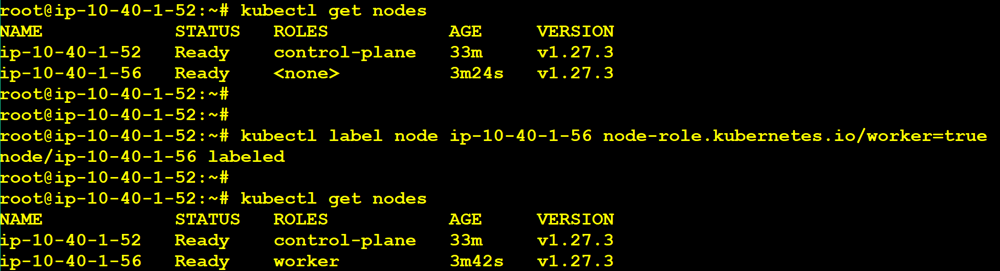 root@ip-10-40-1-52:~# kubectl get nodes
NAME            STATUS   ROLES           AGE     VERSION
ip-10-40-1-52   Ready    control-plane   33m     v1.27.3
ip-10-40-1-56   Ready    <none>          3m24s   v1.27.3
root@ip-10-40-1-52:~#
root@ip-10-40-1-52:~#
root@ip-10-40-1-52:~# kubectl label node ip-10-40-1-56 node-role.kubernetes.io/worker=true
node/ip-10-40-1-56 labeled
root@ip-10-40-1-52:~#
root@ip-10-40-1-52:~# kubectl get nodes
NAME            STATUS   ROLES           AGE     VERSION
ip-10-40-1-52   Ready    control-plane   33m     v1.27.3
ip-10-40-1-56   Ready    worker          3m42s   v1.27.3